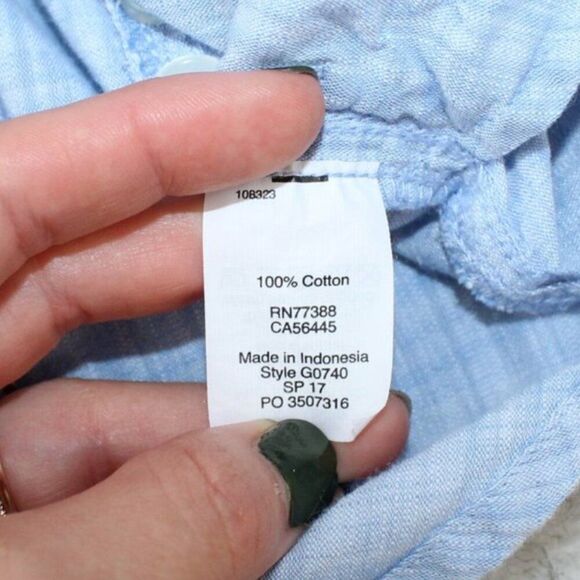 108323
100% Cotton
RN77388
CA56445
Made in Indonesia
Style G0740
SP 17
PO 3507316